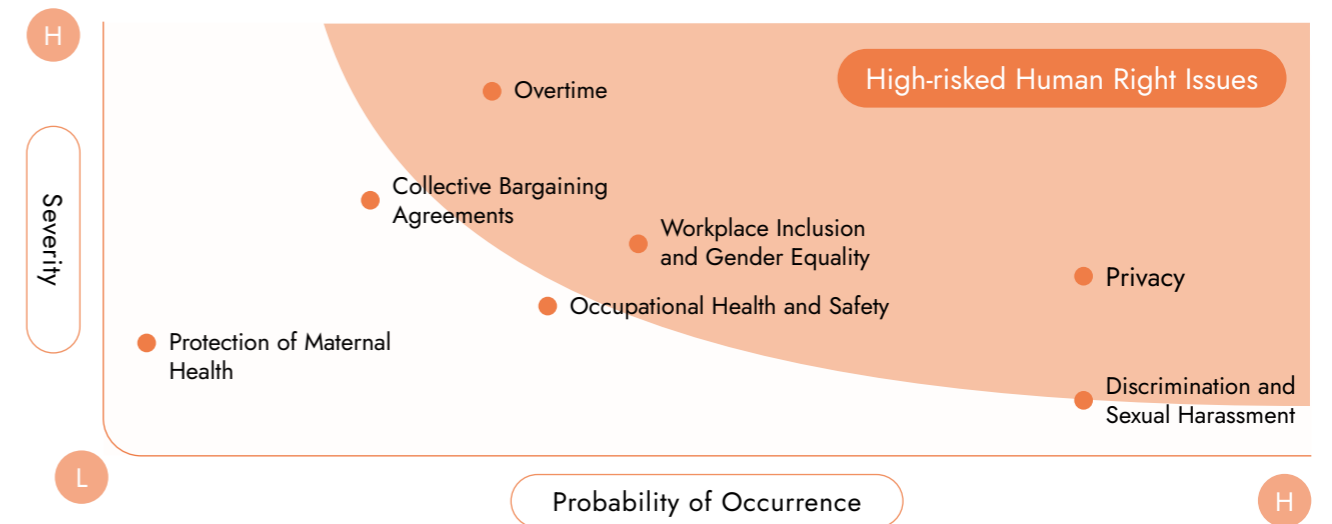 H
High-risked Human Right Issues
Overtime
Collective Bargaining
Agreements
Severity
Workplace Inclusion
and Gender Equality
Privacy
Occupational Health and Safety
Protection of Maternal
Health
Discrimination and
Sexual Harassment
L
Probability of Occurrence
H